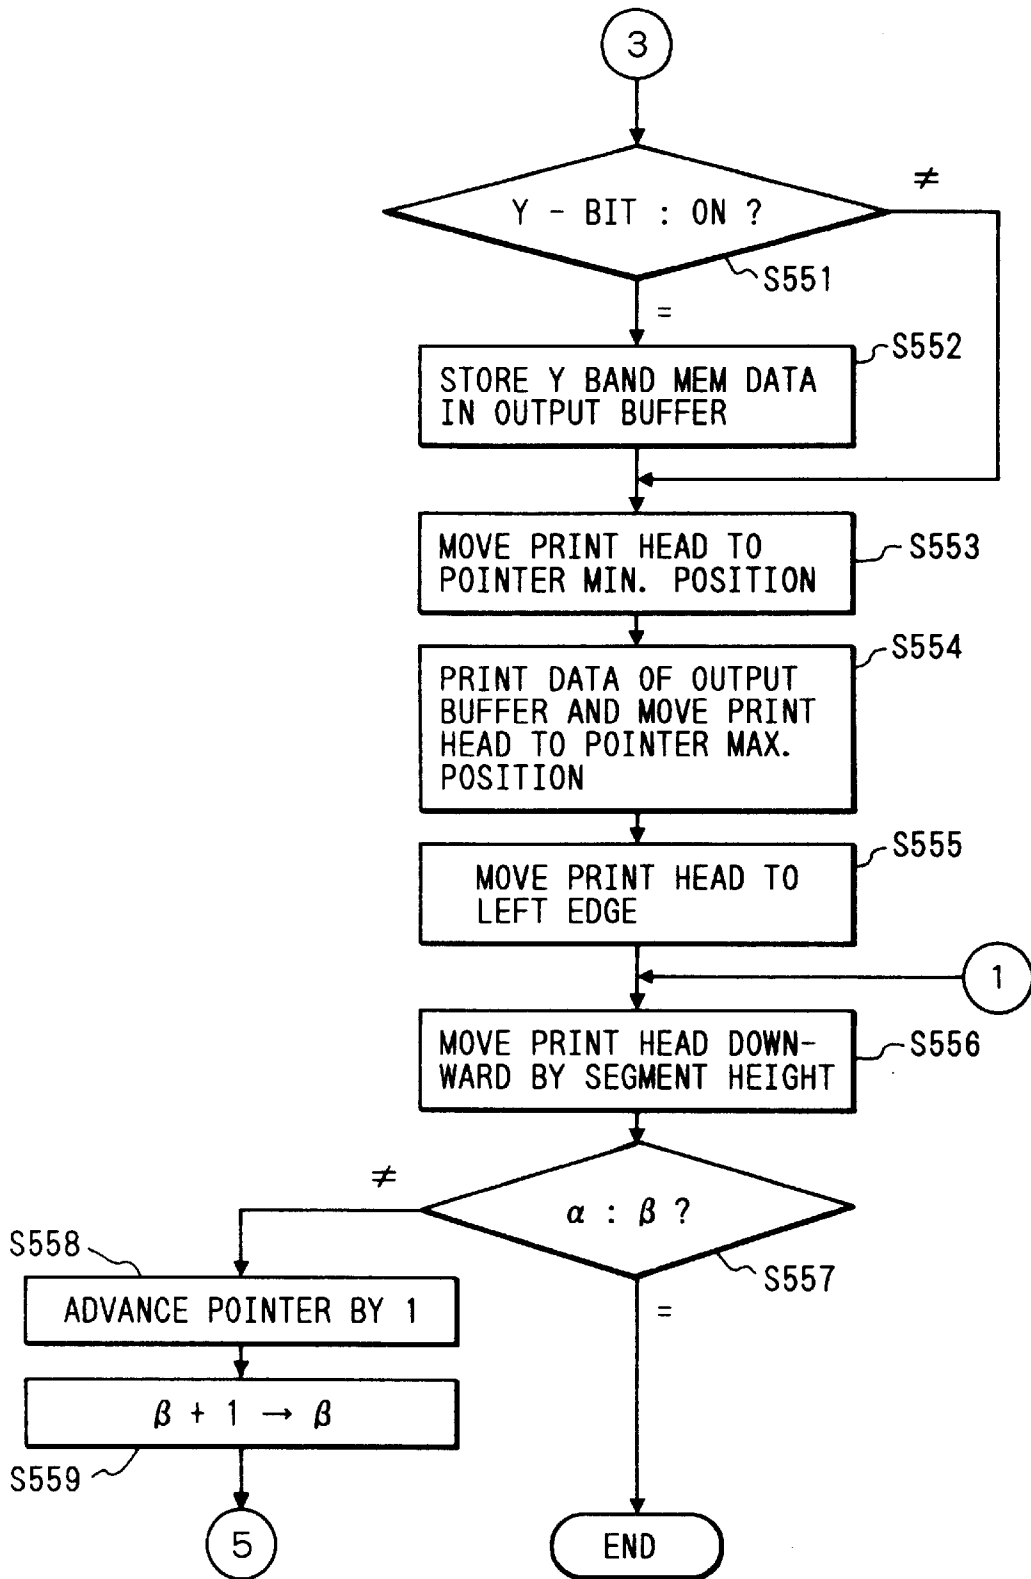 3
≠
Y - BIT : ON ?
S551
=
S552
STORE Y BAND MEM DATA
IN OUTPUT BUFFER
MOVE PRINT HEAD TO
POINTER MIN. POSITION
S553
S554
PRINT DATA OF OUTPUT
BUFFER AND MOVE PRINT
HEAD TO POINTER MAX.
POSITION
S555
MOVE PRINT HEAD TO
LEFT EDGE
1
MOVE PRINT HEAD DOWN-
WARD BY SEGMENT HEIGHT
S556
≠
α : β ?
S557
=
S558
ADVANCE POINTER BY 1
β + 1 → β
S559
5
END